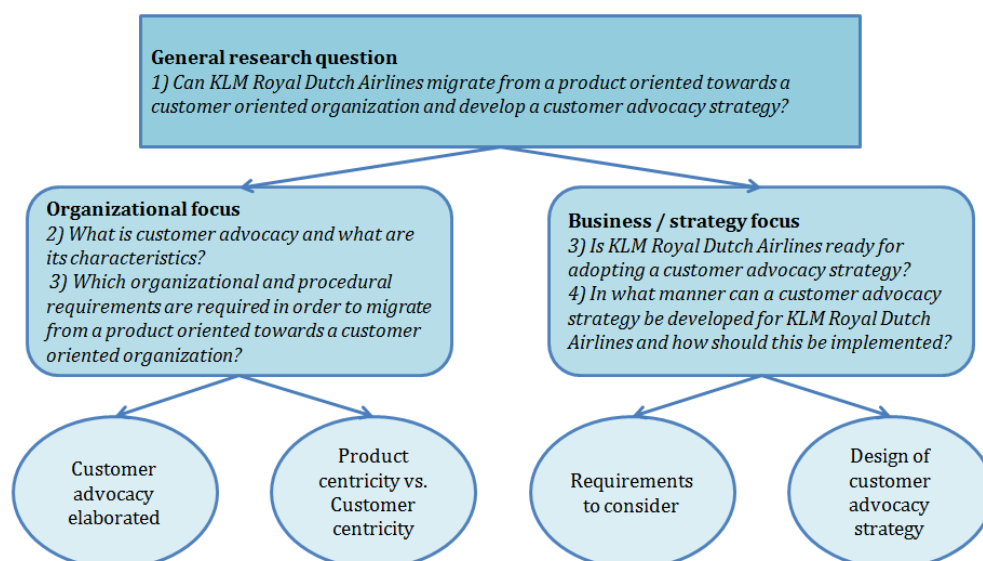 General research question
1) Can KLM Royal Dutch Airlines migrate from a product oriented towards a
customer oriented organization and develop a customer advocacy strategy?
Organizational focus
2) What is customer advocacy and what are
its characteristics?
3) Which organizational and procedural
requirements are required in order to migrate
from a product oriented towards a customer
oriented organization?
Business / strategy focus
3) Is KLM Royal Dutch Airlines ready for
adopting a customer advocacy strategy?
4) In what manner can a customer advocacy
strategy be developed for KLM Royal Dutch
Airlines and how should this be implemented?
Customer
advocacy
elaborated
Product
centricity vs.
Customer
centricity
Requirements
to consider
Design of
customer
advocacy
strategy